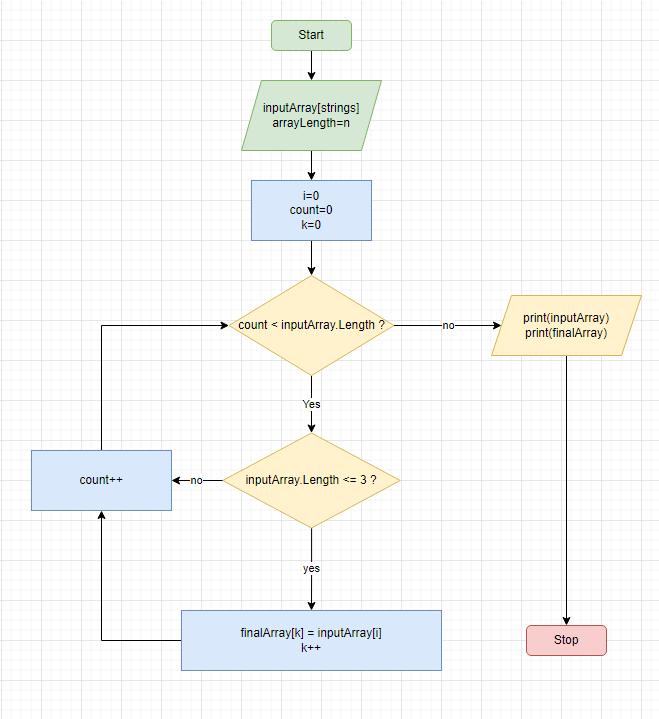 Start
inputArray[strings]
arrayLength=n
i=0
count=0
k=0
count < inputArray.Length ?
no
print(inputArray)
print(finalArray)
Yes
inputArray.Length <= 3 ?
no
count++
yes
finalArray[k] = inputArray[i]
k++
Stop